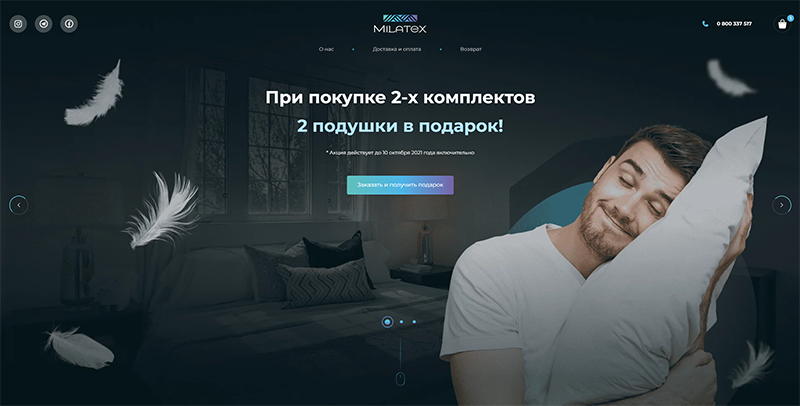 MILATEX
0 800 337 517
1
О нас • Доставка и оплата • Возврат
При покупке 2-х комплектов
2 подушки в подарок!
* Акция действует до 10 октября 2021 года включительно
Заказать и получить подарок